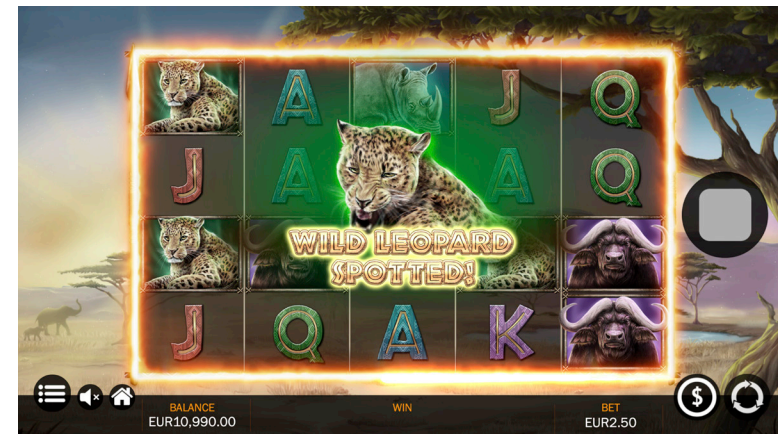 A J Q
J A A Q
WILD LEOPARD
SPOTTED!
J Q A K
$
BALANCE WIN BET
EUR10,990.00 EUR2.50